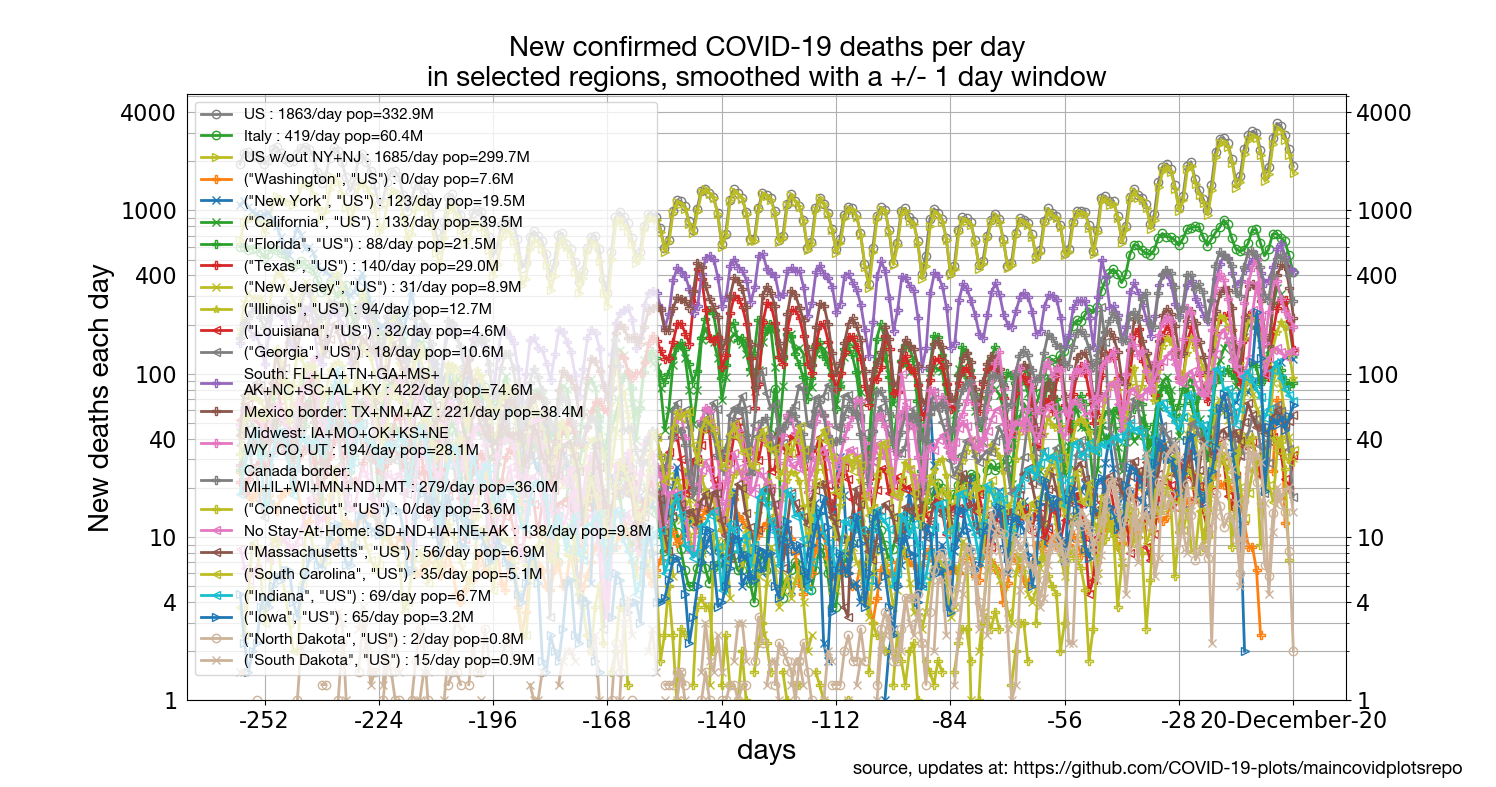 New confirmed COVID-19 deaths per day
in selected regions, smoothed with a +/- 1 day window
New deaths each day
4000
1000
400
100
40
10
4
1
US : 1863/day pop=332.9M
Italy : 419/day pop=60.4M
US w/out NY+NJ : 1685/day pop=299.7M
("Washington", "US") : 0/day pop=7.6M
("New York", "US") : 123/day pop=19.5M
("California", "US") : 133/day pop=39.5M
("Florida", "US") : 88/day pop=21.5M
("Texas", "US") : 140/day pop=29.0M
("New Jersey", "US") : 31/day pop=8.9M
("Illinois", "US") : 94/day pop=12.7M
("Louisiana", "US") : 32/day pop=4.6M
("Georgia", "US") : 18/day pop=10.6M
South: FL+LA+TN+GA+MS+
AK+NC+SC+AL+KY : 422/day pop=74.6M
Mexico border: TX+NM+AZ : 221/day pop=38.4M
Midwest: IA+MO+OK+KS+NE
WY, CO, UT : 194/day pop=28.1M
Canada border:
MI+IL+WI+MN+ND+MT : 279/day pop=36.0M
("Connecticut", "US") : 0/day pop=3.6M
No Stay-At-Home: SD+ND+IA+NE+AK : 138/day pop=9.8M
("Massachusetts", "US") : 56/day pop=6.9M
("South Carolina", "US") : 35/day pop=5.1M
("Indiana", "US") : 69/day pop=6.7M
("Iowa", "US") : 65/day pop=3.2M
("North Dakota", "US") : 2/day pop=0.8M
("South Dakota", "US") : 15/day pop=0.9M
4000
1000
400
100
40
10
4
1
-252 -224 -196 -168 -140 -112 -84 -56 -28 20-December-20
days
source, updates at: https://github.com/COVID-19-plots/maincovidplotsrepo